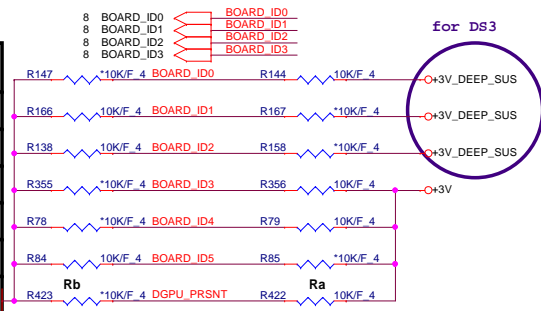 8 BOARD_ID0 BOARD_ID0
8 BOARD_ID1 BOARD_ID1
8 BOARD_ID2 BOARD_ID2
8 BOARD_ID3 BOARD_ID3
for DS3
R147 *10K/F_4 BOARD_ID0 R144 10K/F_4 +3V_DEEP_SUS
R166 10K/F_4 BOARD_ID1 R167 *10K/F_4 +3V_DEEP_SUS
R138 10K/F_4 BOARD_ID2 R158 *10K/F_4 +3V_DEEP_SUS
R355 *10K/F_4 BOARD_ID3 R356 10K/F_4 +3V
R78 *10K/F_4 BOARD_ID4 R79 10K/F_4
R84 10K/F_4 BOARD_ID5 R85 *10K/F_4
Rb Ra
R423 *10K/F_4 DGPU_PRSNT R422 10K/F_4